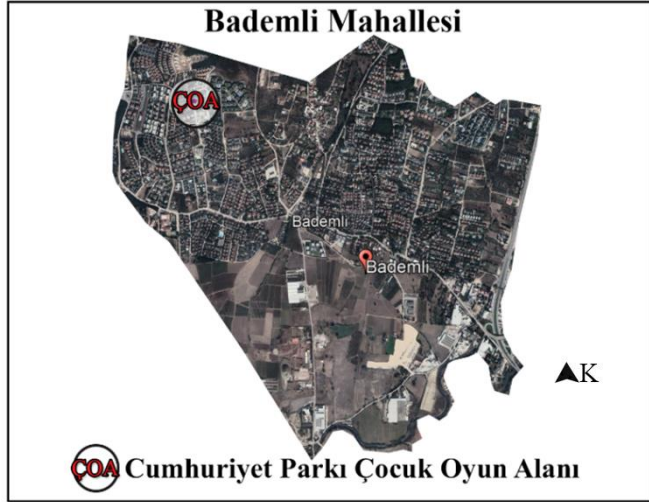 Bademli Mahallesi
ÇOA
Bademli
Bademli
K
ÇOA Cumhuriyet Parkı Çocuk Oyun Alanı